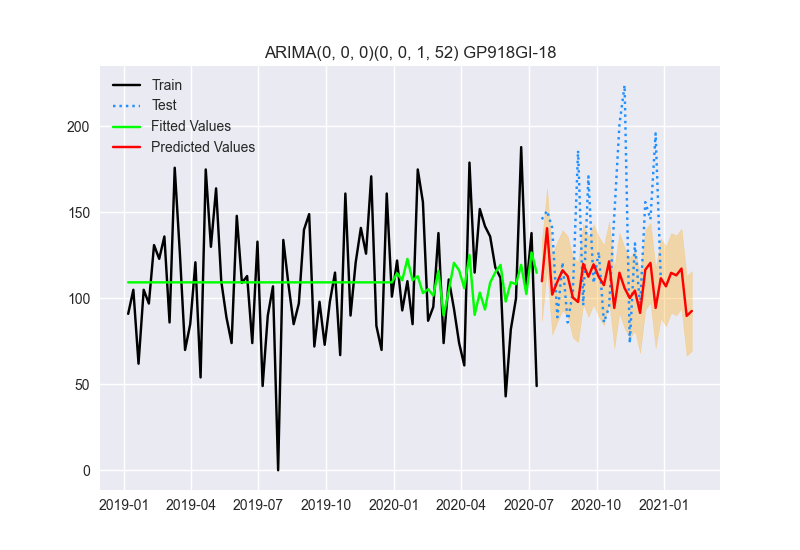 ARIMA(0, 0, 0)(0, 0, 1, 52) GP918GI-18
Train
Test
Fitted Values
Predicted Values
200
150
100
50
0
2019-01 2019-04 2019-07 2019-10 2020-01 2020-04 2020-07 2020-10 2021-01